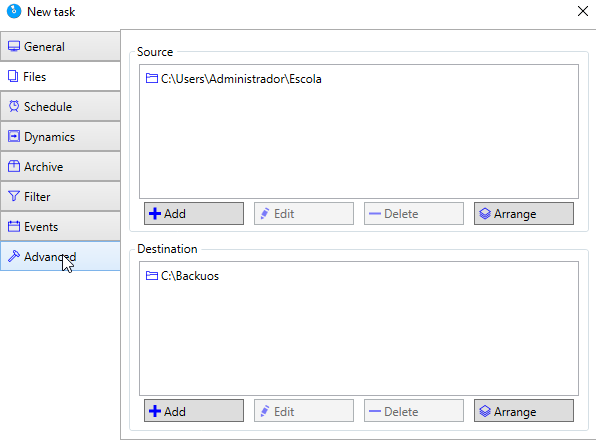 New task
General
Files
Schedule
Dynamics
Archive
Filter
Events
Advanced
Source
C:\Users\Administrador\Escola
Add
Edit
Delete
Arrange
Destination
C:\Backuos
Add
Edit
Delete
Arrange